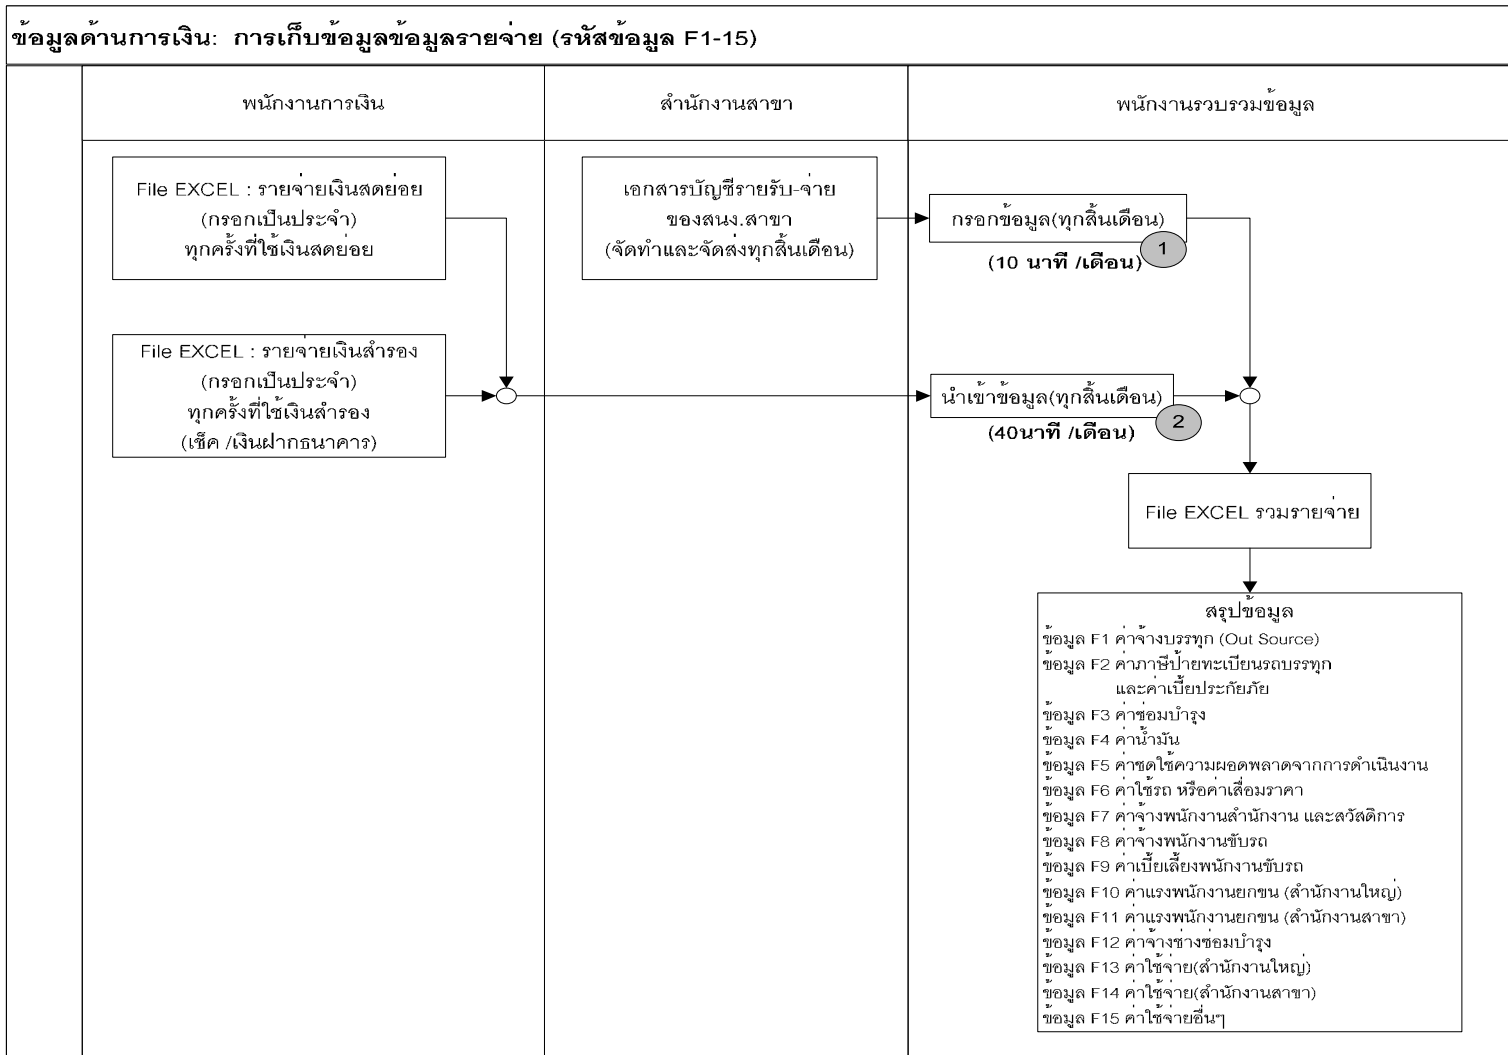 ข้อมูลด้านการเงิน: การเก็บข้อมูลข้อมูลรายจ่าย (รหัสข้อมูล F1-15)
พนักงานการเงิน
สำนักงานสาขา
พนักงานรวบรวมข้อมูล
File EXCEL : รายจ่ายเงินสดย่อย
(กรอกเป็นประจำ)
ทุกครั้งที่ใช้เงินสดย่อย
เอกสารบัญชีรายรับ-จ่าย
ของสนง.สาขา
(จัดทำและจัดส่งทุกสิ้นเดือน)
กรอกข้อมูล(ทุกสิ้นเดือน)
1
(10 นาที /เดือน)
File EXCEL : รายจ่ายเงินสำรอง
(กรอกเป็นประจำ)
ทุกครั้งที่ใช้เงินสำรอง
(เช็ค /เงินฝากธนาคาร)
นำเข้าข้อมูล(ทุกสิ้นเดือน)
2
(40นาที /เดือน)
File EXCEL รวมรายจ่าย
สรุปข้อมูล
ข้อมูล F1 ค่าจ้างบรรทุก (Out Source)
ข้อมูล F2 ค่าภาษีป้ายทะเบียนรถบรรทุก
และค่าเบี้ยประกัยภัย
ข้อมูล F3 ค่าซ่อมบำรุง
ข้อมูล F4 ค่าน้ำมัน
ข้อมูล F5 ค่าชดใช้ความผอดพลาดจากการดำเนินงาน
ข้อมูล F6 ค่าใช้รถ หรือค่าเสื่อมราคา
ข้อมูล F7 ค่าจ้างพนักงานสำนักงาน และสวัสดิการ
ข้อมูล F8 ค่าจ้างพนักงานขับรถ
ข้อมูล F9 ค่าเบี้ยเลี้ยงพนักงานขับรถ
ข้อมูล F10 ค่าแรงพนักงานยกขน (สำนักงานใหญ่)
ข้อมูล F11 ค่าแรงพนักงานยกขน (สำนักงานสาขา)
ข้อมูล F12 ค่าจ้างช่างซ่อมบำรุง
ข้อมูล F13 ค่าใช้จ่าย(สำนักงานใหญ่)
ข้อมูล F14 ค่าใช้จ่าย(สำนักงานสาขา)
ข้อมูล F15 ค่าใช้จ่ายอื่นๆ